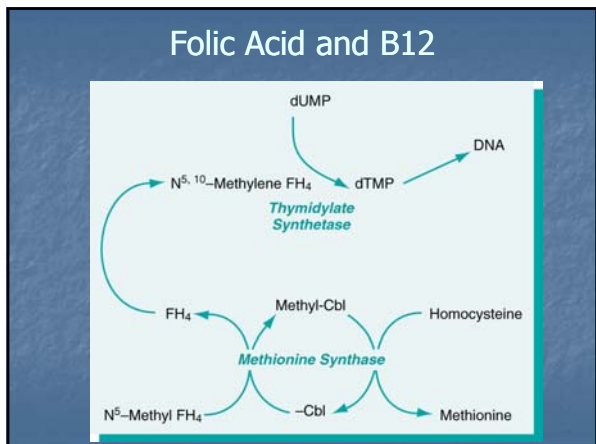 Folic Acid and B12
dUMP
DNA
N⁵, ¹⁰–Methylene FH₄
dTMP
Thymidylate
Synthetase
FH₄
Methyl-Cbl
Homocysteine
Methionine Synthase
N⁵–Methyl FH₄
–Cbl
Methionine